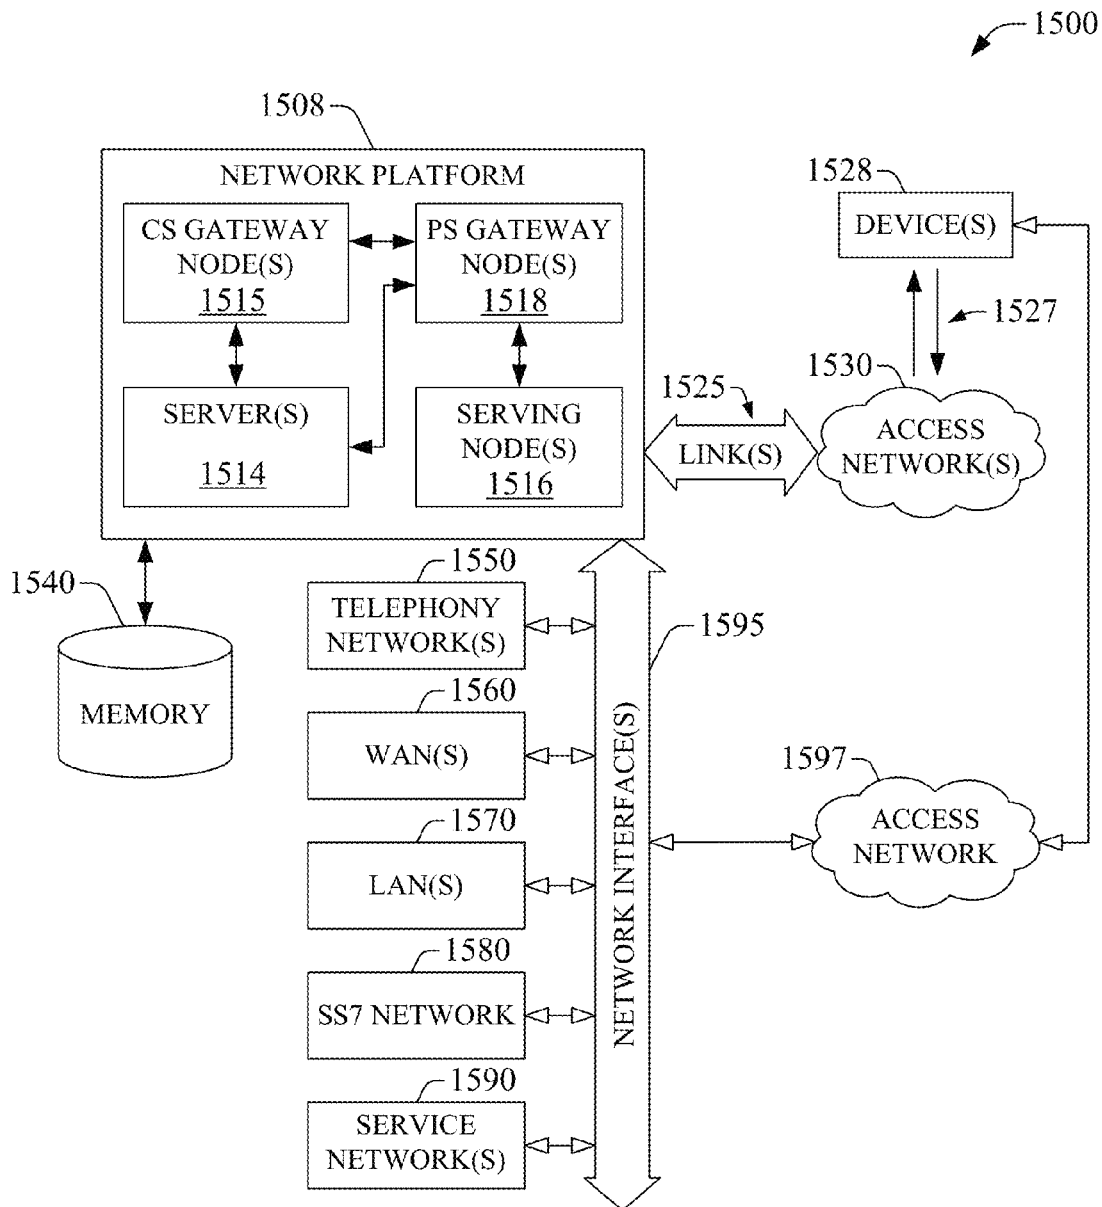 1500
1508
NETWORK PLATFORM
CS GATEWAY
NODE(S)
1515
PS GATEWAY
NODE(S)
1518
SERVER(S)
1514
SERVING
NODE(S)
1516
1528
DEVICE(S)
1527
1530
ACCESS
NETWORK(S)
1525
LINK(S)
1540
MEMORY
1550
TELEPHONY
NETWORK(S)
1595
1560
WAN(S)
1570
LAN(S)
1580
SS7 NETWORK
1590
SERVICE
NETWORK(S)
NETWORK INTERFACE(S)
1597
ACCESS
NETWORK